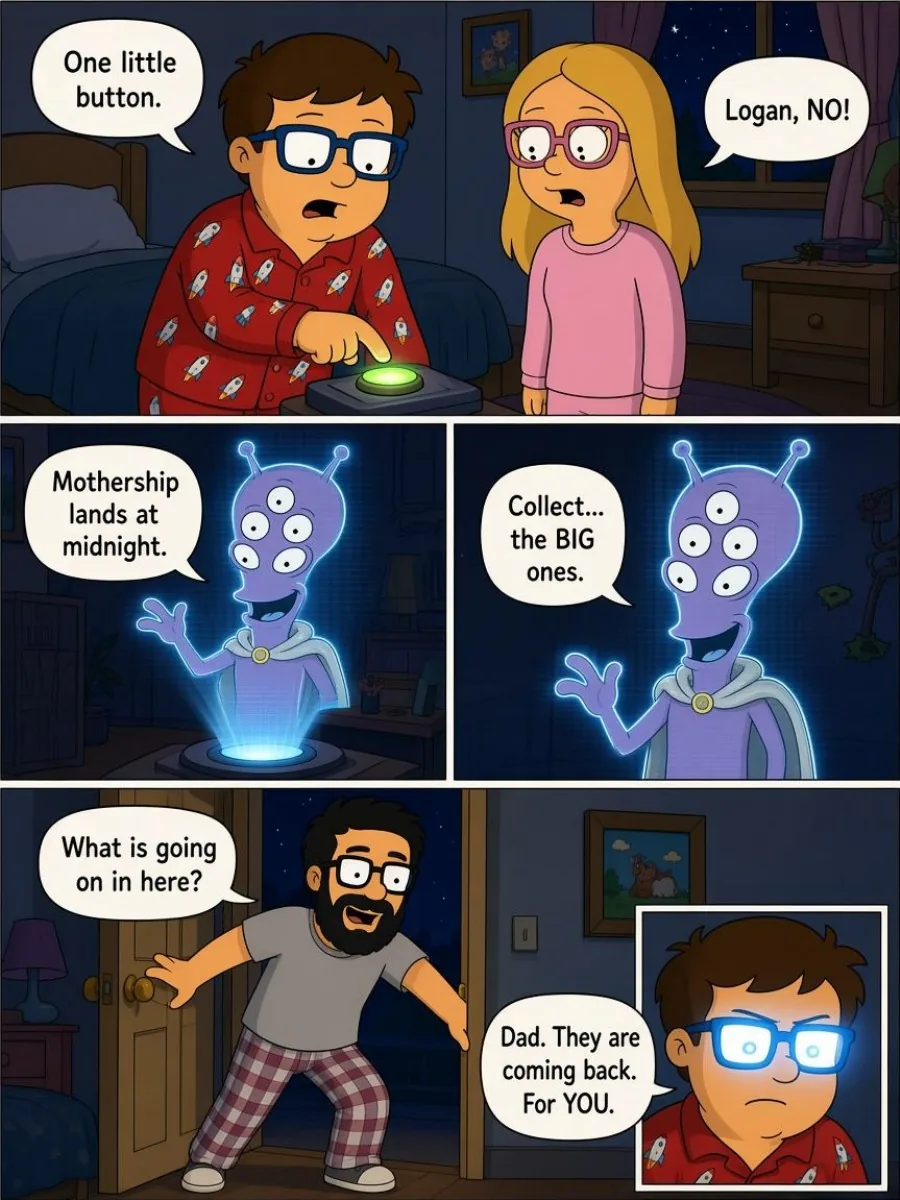 One little
button.
Logan, NO!
Mothership
lands at
midnight.
Collect...
the BIG
ones.
What is going
on in here?
Dad. They are
coming back.
For YOU.